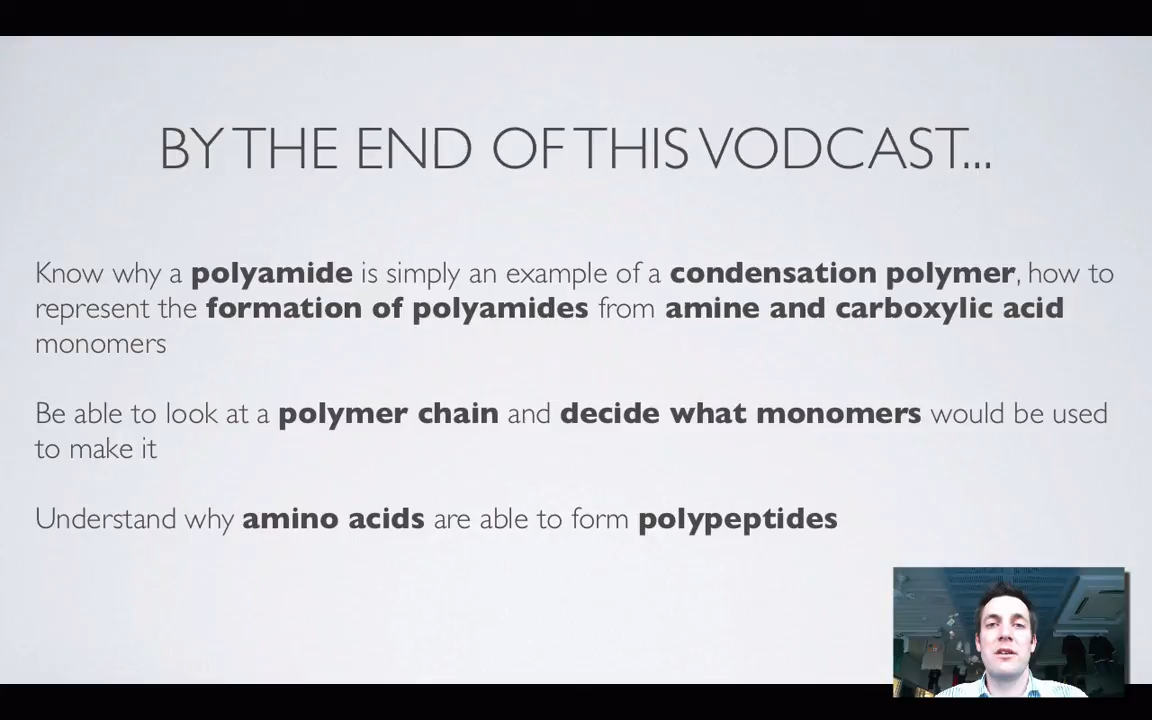 BY THE END OF THIS VODCAST...
Know why a polyamide is simply an example of a condensation polymer, how to
represent the formation of polyamides from amine and carboxylic acid
monomers
Be able to look at a polymer chain and decide what monomers would be used
to make it
Understand why amino acids are able to form polypeptides